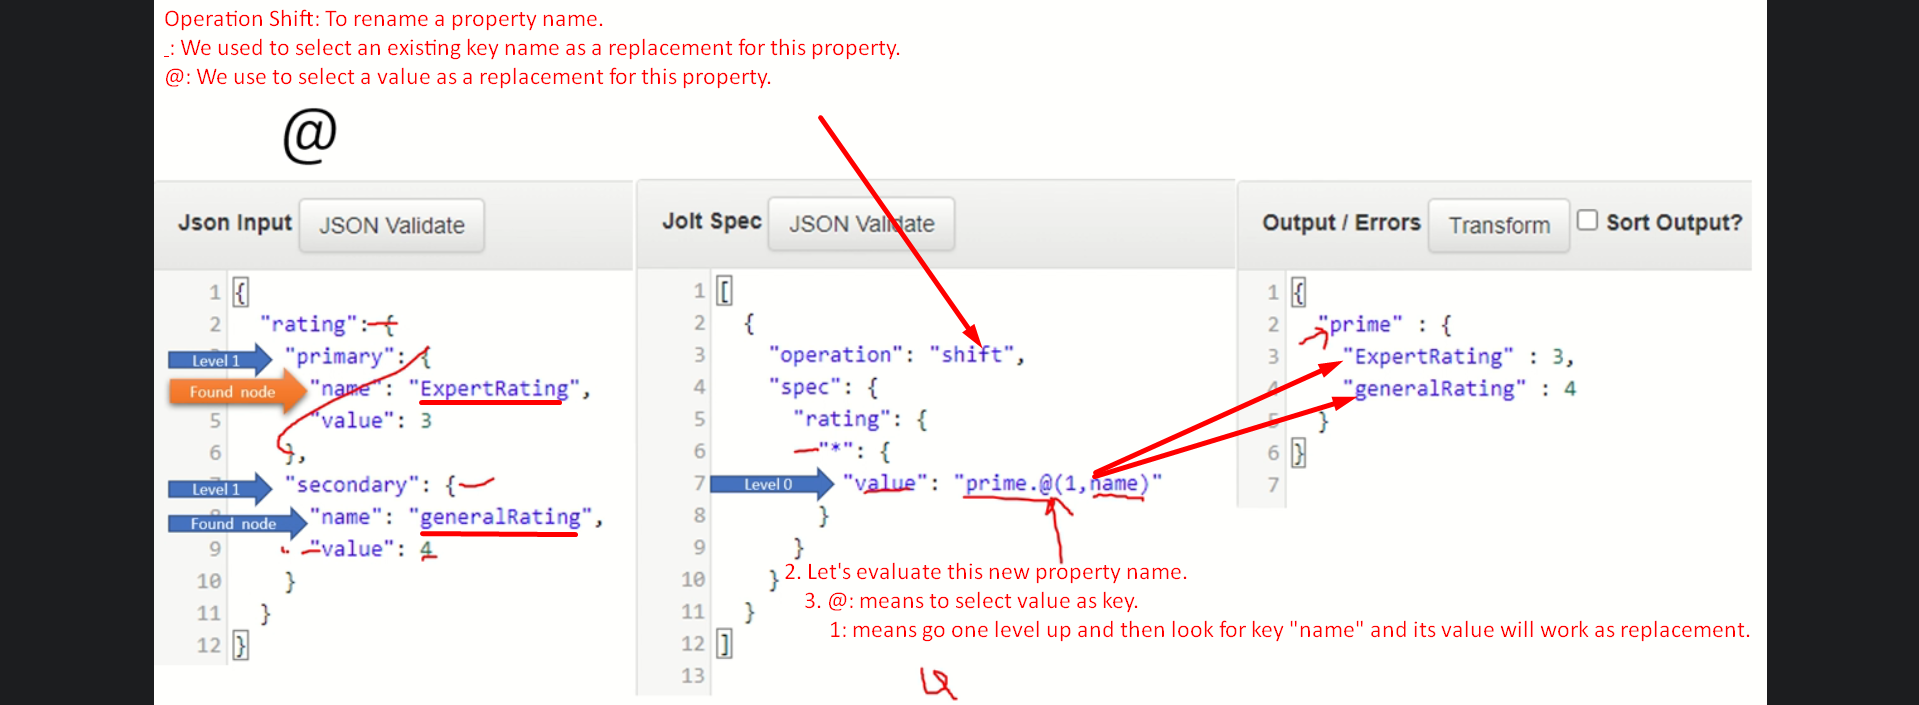 Operation Shift: To rename a property name.
_: We used to select an existing key name as a replacement for this property.
@: We use to select a value as a replacement for this property.
@
Json Input JSON Validate
1 {
2 "rating": {
Level 1 "primary": {
Found node "name": "ExpertRating",
5 "value": 3
6 },
Level 1 "secondary": {
Found node "name": "generalRating",
9 "value": 4
10 }
11 }
12 }
Jolt Spec JSON Validate
1 [
2 {
3 "operation": "shift",
4 "spec": {
5 "rating": {
6 "*": {
7 Level 0 "value": "prime.@(1,name)"
8 }
9 }
10 }
11 }
12 ]
13
2. Let's evaluate this new property name.
3. @: means to select value as key.
1: means go one level up and then look for key "name" and its value will work as replacement.
Output / Errors Transform Sort Output?
1 {
2 "prime" : {
3 "ExpertRating" : 3,
4 "generalRating" : 4
5 }
6 }
7